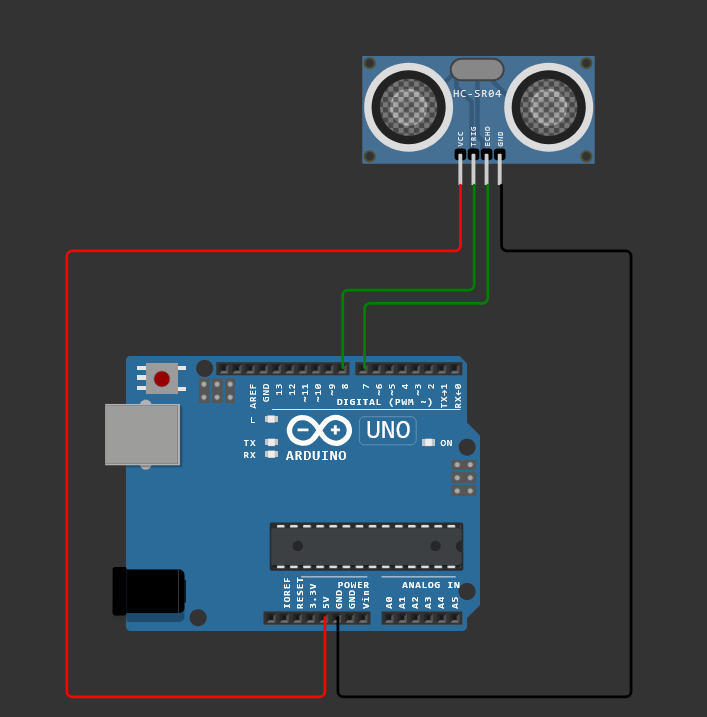 HC-SR04
VCC
TRIG
ECHO
GND
AREF
GND
13
12
~11
~10
~9
8
7
~6
~5
4
~3
2
TX→1
RX←0
DIGITAL (PWM ~)
L
UNO
TX
ON
RX
ARDUINO
POWER
ANALOG IN
IOREF
RESET
3.3V
5V
GND
GND
Vin
A0
A1
A2
A3
A4
A5